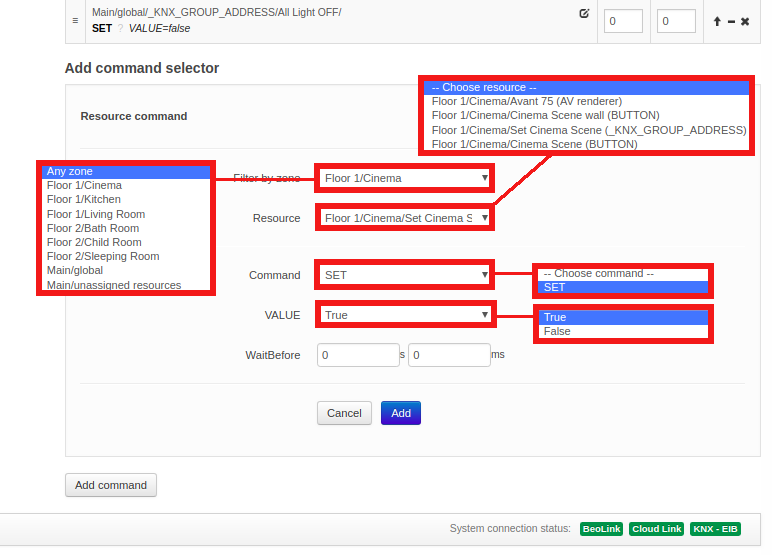 Main/global/_KNX_GROUP_ADDRESS/All Light OFF/
SET ? VALUE=false
0 0
Add command selector
Resource command
-- Choose resource --
Floor 1/Cinema/Avant 75 (AV renderer)
Floor 1/Cinema/Cinema Scene wall (BUTTON)
Floor 1/Cinema/Set Cinema Scene (_KNX_GROUP_ADDRESS)
Floor 1/Cinema/Cinema Scene (BUTTON)
Any zone
Floor 1/Cinema
Floor 1/Kitchen
Floor 1/Living Room
Floor 2/Bath Room
Floor 2/Child Room
Floor 2/Sleeping Room
Main/global
Main/unassigned resources
Filter by zone Floor 1/Cinema
Resource Floor 1/Cinema/Set Cinema S
Command SET
-- Choose command --
SET
VALUE True
True
False
WaitBefore 0 s 0 ms
Cancel Add
Add command
System connection status: BeoLink Cloud Link KNX - EIB